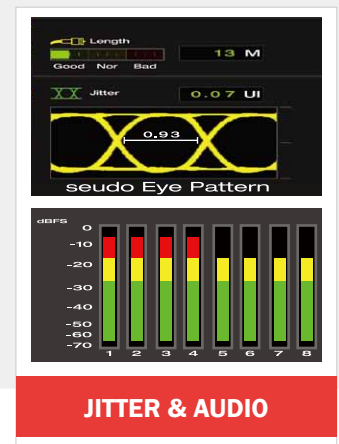 Length
13 M
Good Nor Bad
Jitter
0.07 UI
0.93
seudo Eye Pattern
dBFS
0
-10
-20
-30
-40
-50
-60
-70
1 2 3 4 5 6 7 8
JITTER & AUDIO